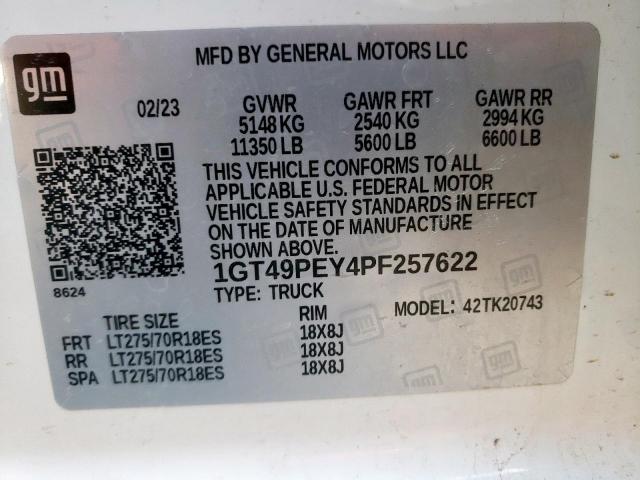 gm
MFD BY GENERAL MOTORS LLC
02/23
GVWR GAWR FRT GAWR RR
5148 KG 2540 KG 2994 KG
11350 LB 5600 LB 6600 LB
THIS VEHICLE CONFORMS TO ALL
APPLICABLE U.S. FEDERAL MOTOR
VEHICLE SAFETY STANDARDS IN EFFECT
ON THE DATE OF MANUFACTURE
SHOWN ABOVE.
8624
1GT49PEY4PF257622
TYPE: TRUCK
MODEL: 42TK20743
TIRE SIZE RIM
FRT LT275/70R18ES 18X8J
RR LT275/70R18ES 18X8J
SPA LT275/70R18ES 18X8J